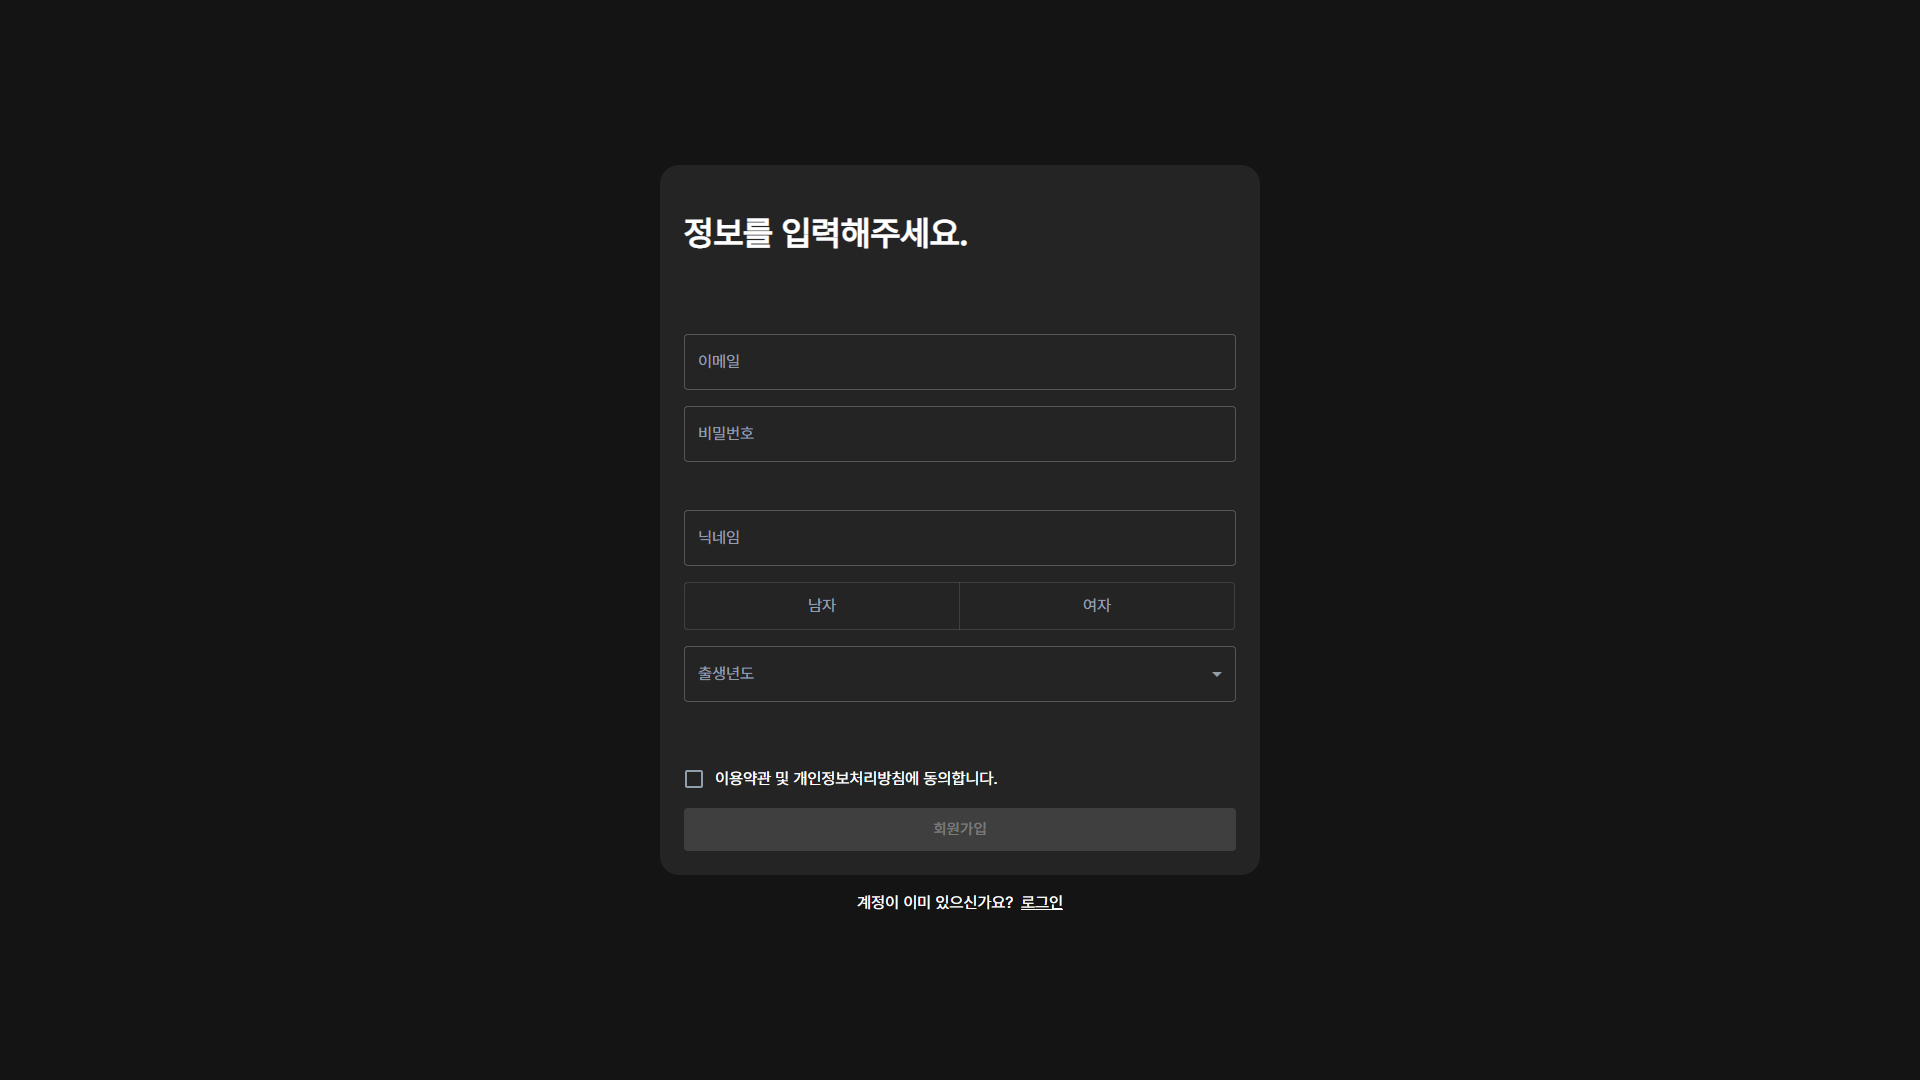 정보를 입력해주세요.
이메일
비밀번호
닉네임
남자 여자
출생년도
이용약관 및 개인정보처리방침에 동의합니다.
회원가입
계정이 이미 있으신가요? 로그인